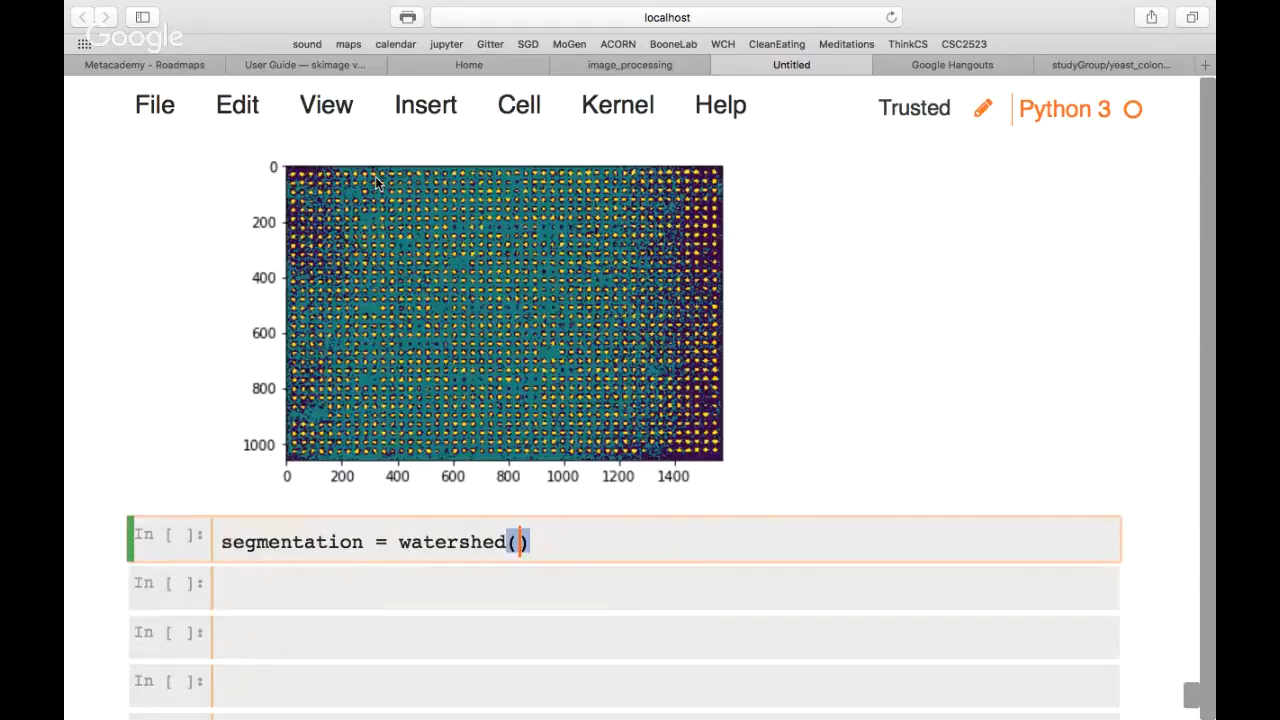 localhost
Google
sound maps calendar jupyter Gitter SGD MoGen ACORN BooneLab WCH CleanEating Meditations ThinkCS CSC2523
Metacademy - Roadmaps User Guide — skimage v... Home image_processing Untitled Google Hangouts studyGroup/yeast_colon...
File Edit View Insert Cell Kernel Help Trusted Python 3
0
200
400
600
800
1000
0 200 400 600 800 1000 1200 1400
In [ ]: segmentation = watershed()
In [ ]:
In [ ]:
In [ ]: